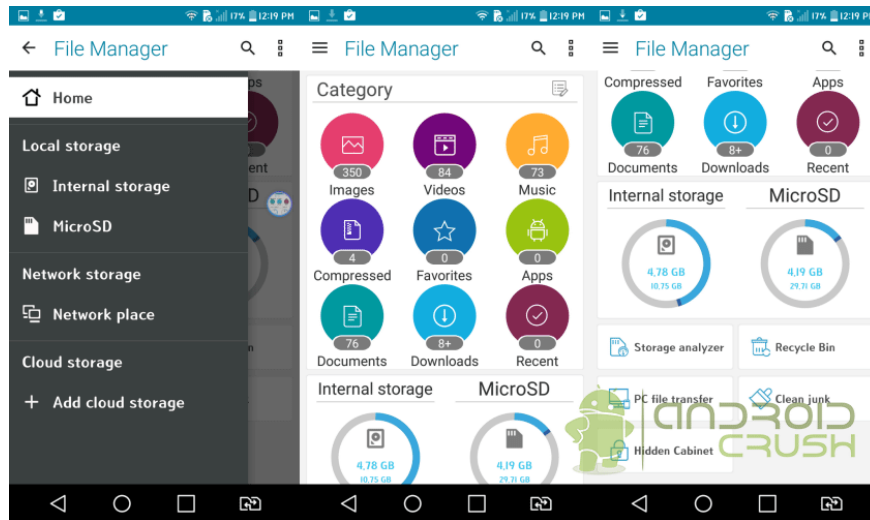 17% 12:19 PM
File Manager
Home
Local storage
Internal storage
MicroSD
Network storage
Network place
Cloud storage
Add cloud storage
ps
ent
D
n
17% 12:19 PM
File Manager
Category
350 84 73
Images Videos Music
4 0 0
Compressed Favorites Apps
76 8+ 0
Documents Downloads Recent
Internal storage MicroSD
4.78 GB 4.19 GB
10.75 GB 29.71 GB
17% 12:19 P
File Manager
Compressed Favorites Apps
76 8+ 0
Documents Downloads Recent
Internal storage MicroSD
4.78 GB 4.19 GB
10.75 GB 29.71 GB
Storage analyzer Recycle Bin
PC file transfer Clean junk
Hidden Cabinet
ANDROID
CRUSH